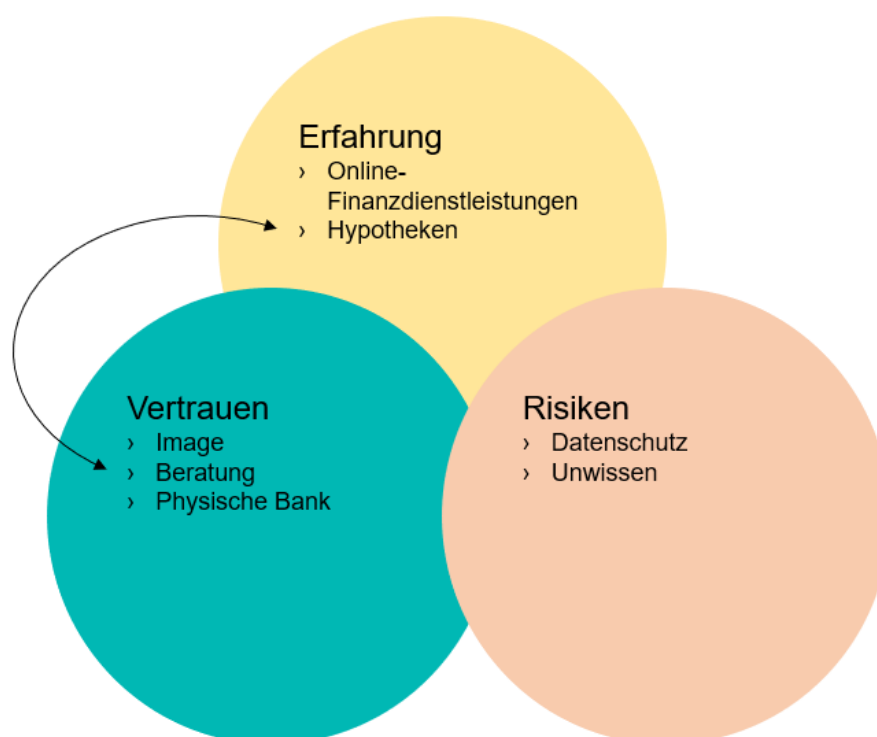 Erfahrung
› Online-
Finanzdienstleistungen
› Hypotheken
Vertrauen
› Image
› Beratung
› Physische Bank
Risiken
› Datenschutz
› Unwissen